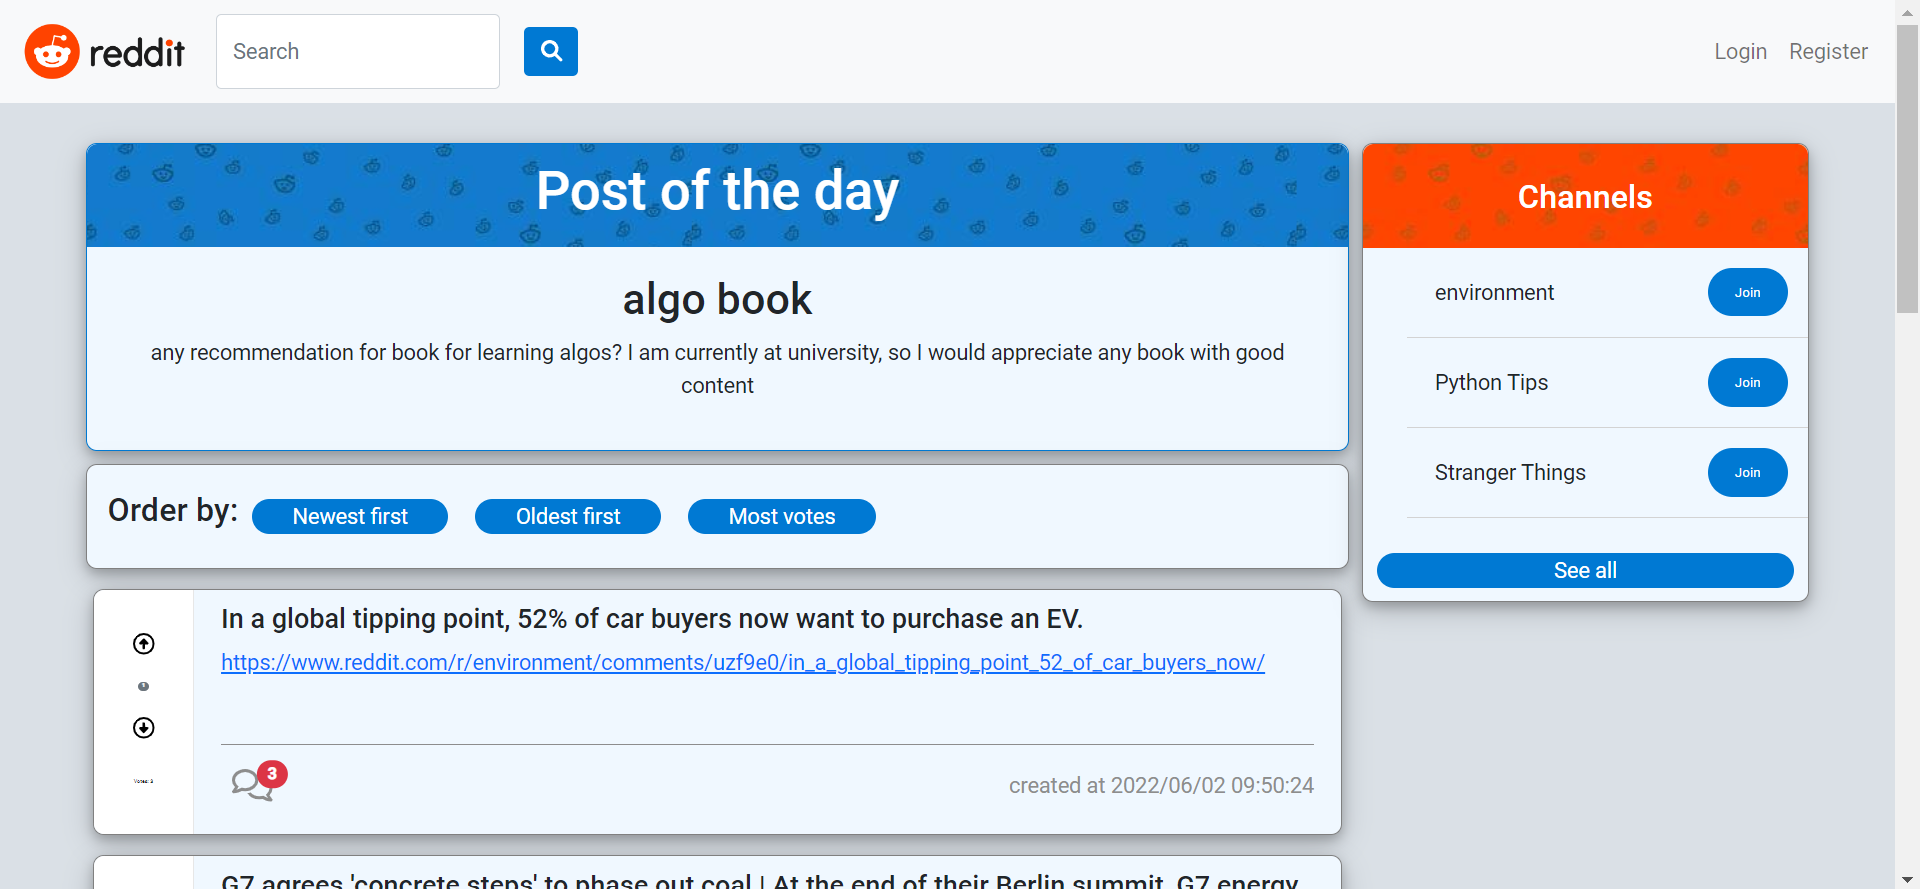 reddit
Search
Login
Register
Post of the day
Channels
algo book
any recommendation for book for learning algos? I am currently at university, so I would appreciate any book with good
content
environment
Join
Python Tips
Join
Stranger Things
Join
See all
Order by:
Newest first
Oldest first
Most votes
In a global tipping point, 52% of car buyers now want to purchase an EV.
https://www.reddit.com/r/environment/comments/uzf9e0/in_a_global_tipping_point_52_of_car_buyers_now/
Votes:
3
created at 2022/06/02 09:50:24
G7 agrees 'concrete steps' to phase out coal | At the end of their Berlin summit, G7 energy